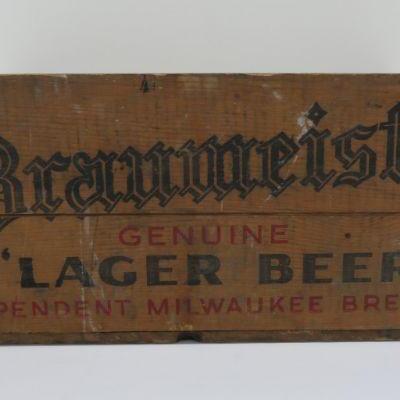 Braumeist
GENUINE
"LAGER BEER
PENDENT MILWAUKEE BRE